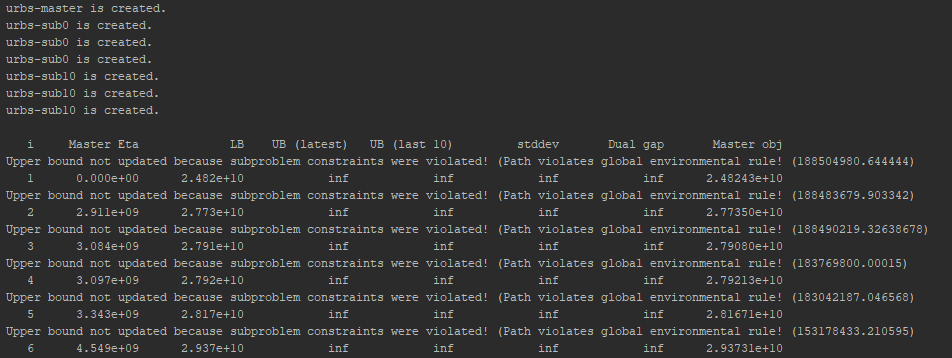 urbs-master is created.
urbs-sub0 is created.
urbs-sub0 is created.
urbs-sub0 is created.
urbs-sub10 is created.
urbs-sub10 is created.
urbs-sub10 is created.
i Master Eta LB UB (latest) UB (last 10) stddev Dual gap Master obj
Upper bound not updated because subproblem constraints were violated! (Path violates global environmental rule! (188504980.644444)
1 0.000e+00 2.482e+10 inf inf inf inf 2.48243e+10
Upper bound not updated because subproblem constraints were violated! (Path violates global environmental rule! (188483679.903342)
2 2.911e+09 2.773e+10 inf inf inf inf 2.77350e+10
Upper bound not updated because subproblem constraints were violated! (Path violates global environmental rule! (188490219.32638678)
3 3.084e+09 2.791e+10 inf inf inf inf 2.79080e+10
Upper bound not updated because subproblem constraints were violated! (Path violates global environmental rule! (183769800.00015)
4 3.097e+09 2.792e+10 inf inf inf inf 2.79213e+10
Upper bound not updated because subproblem constraints were violated! (Path violates global environmental rule! (183042187.046568)
5 3.343e+09 2.817e+10 inf inf inf inf 2.81671e+10
Upper bound not updated because subproblem constraints were violated! (Path violates global environmental rule! (153178433.210595)
6 4.549e+09 2.937e+10 inf inf inf inf 2.93731e+10